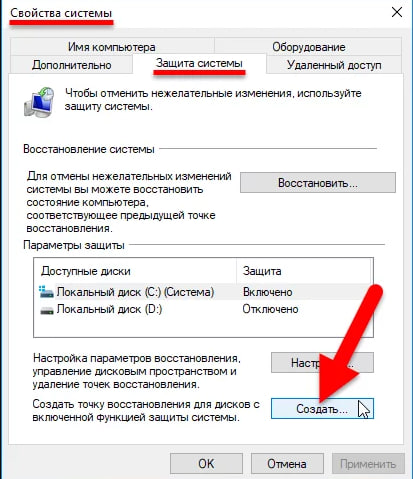 Свойства системы
Имя компьютера
Оборудование
Дополнительно
Защита системы
Удаленный доступ
Чтобы отменить нежелательные изменения, используйте
защиту системы.
Восстановление системы
Для отмены нежелательных изменений
системы вы можете восстановить
состояние компьютера,
соответствующее предыдущей точке
восстановления.
Восстановить...
Параметры защиты
Доступные диски
Защита
Локальный диск (C:) (Система)
Включено
Локальный диск (D:)
Отключено
Настройка параметров восстановления,
управление дисковым пространством и
удаление точек восстановления.
Создать точку восстановления для дисков с
включенной функцией защиты системы.
Создать...
OK
Отмена
Применить